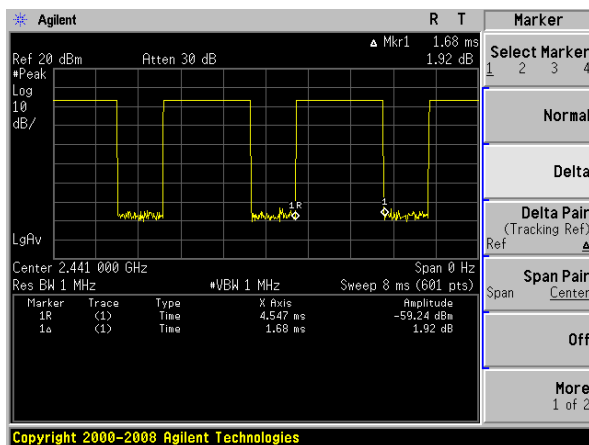 Agilent R T Marker
Δ Mkr1 1.68 ms
Ref 20 dBm Atten 30 dB 1.92 dB
#Peak
Log
10
dB/
1R
1
LgAv
Center 2.441 000 GHz Span 0 Hz
Res BW 1 MHz #VBW 1 MHz Sweep 8 ms (601 pts)
Marker Trace Type X Axis Amplitude
1R (1) Time 4.547 ms -59.24 dBm
1Δ (1) Time 1.68 ms 1.92 dB
Select Marker
1 2 3 4
Normal
Delta
Delta Pair
(Tracking Ref)
Ref Δ
Span Pair
Span Center
Off
More
1 of 2
Copyright 2000-2008 Agilent Technologies